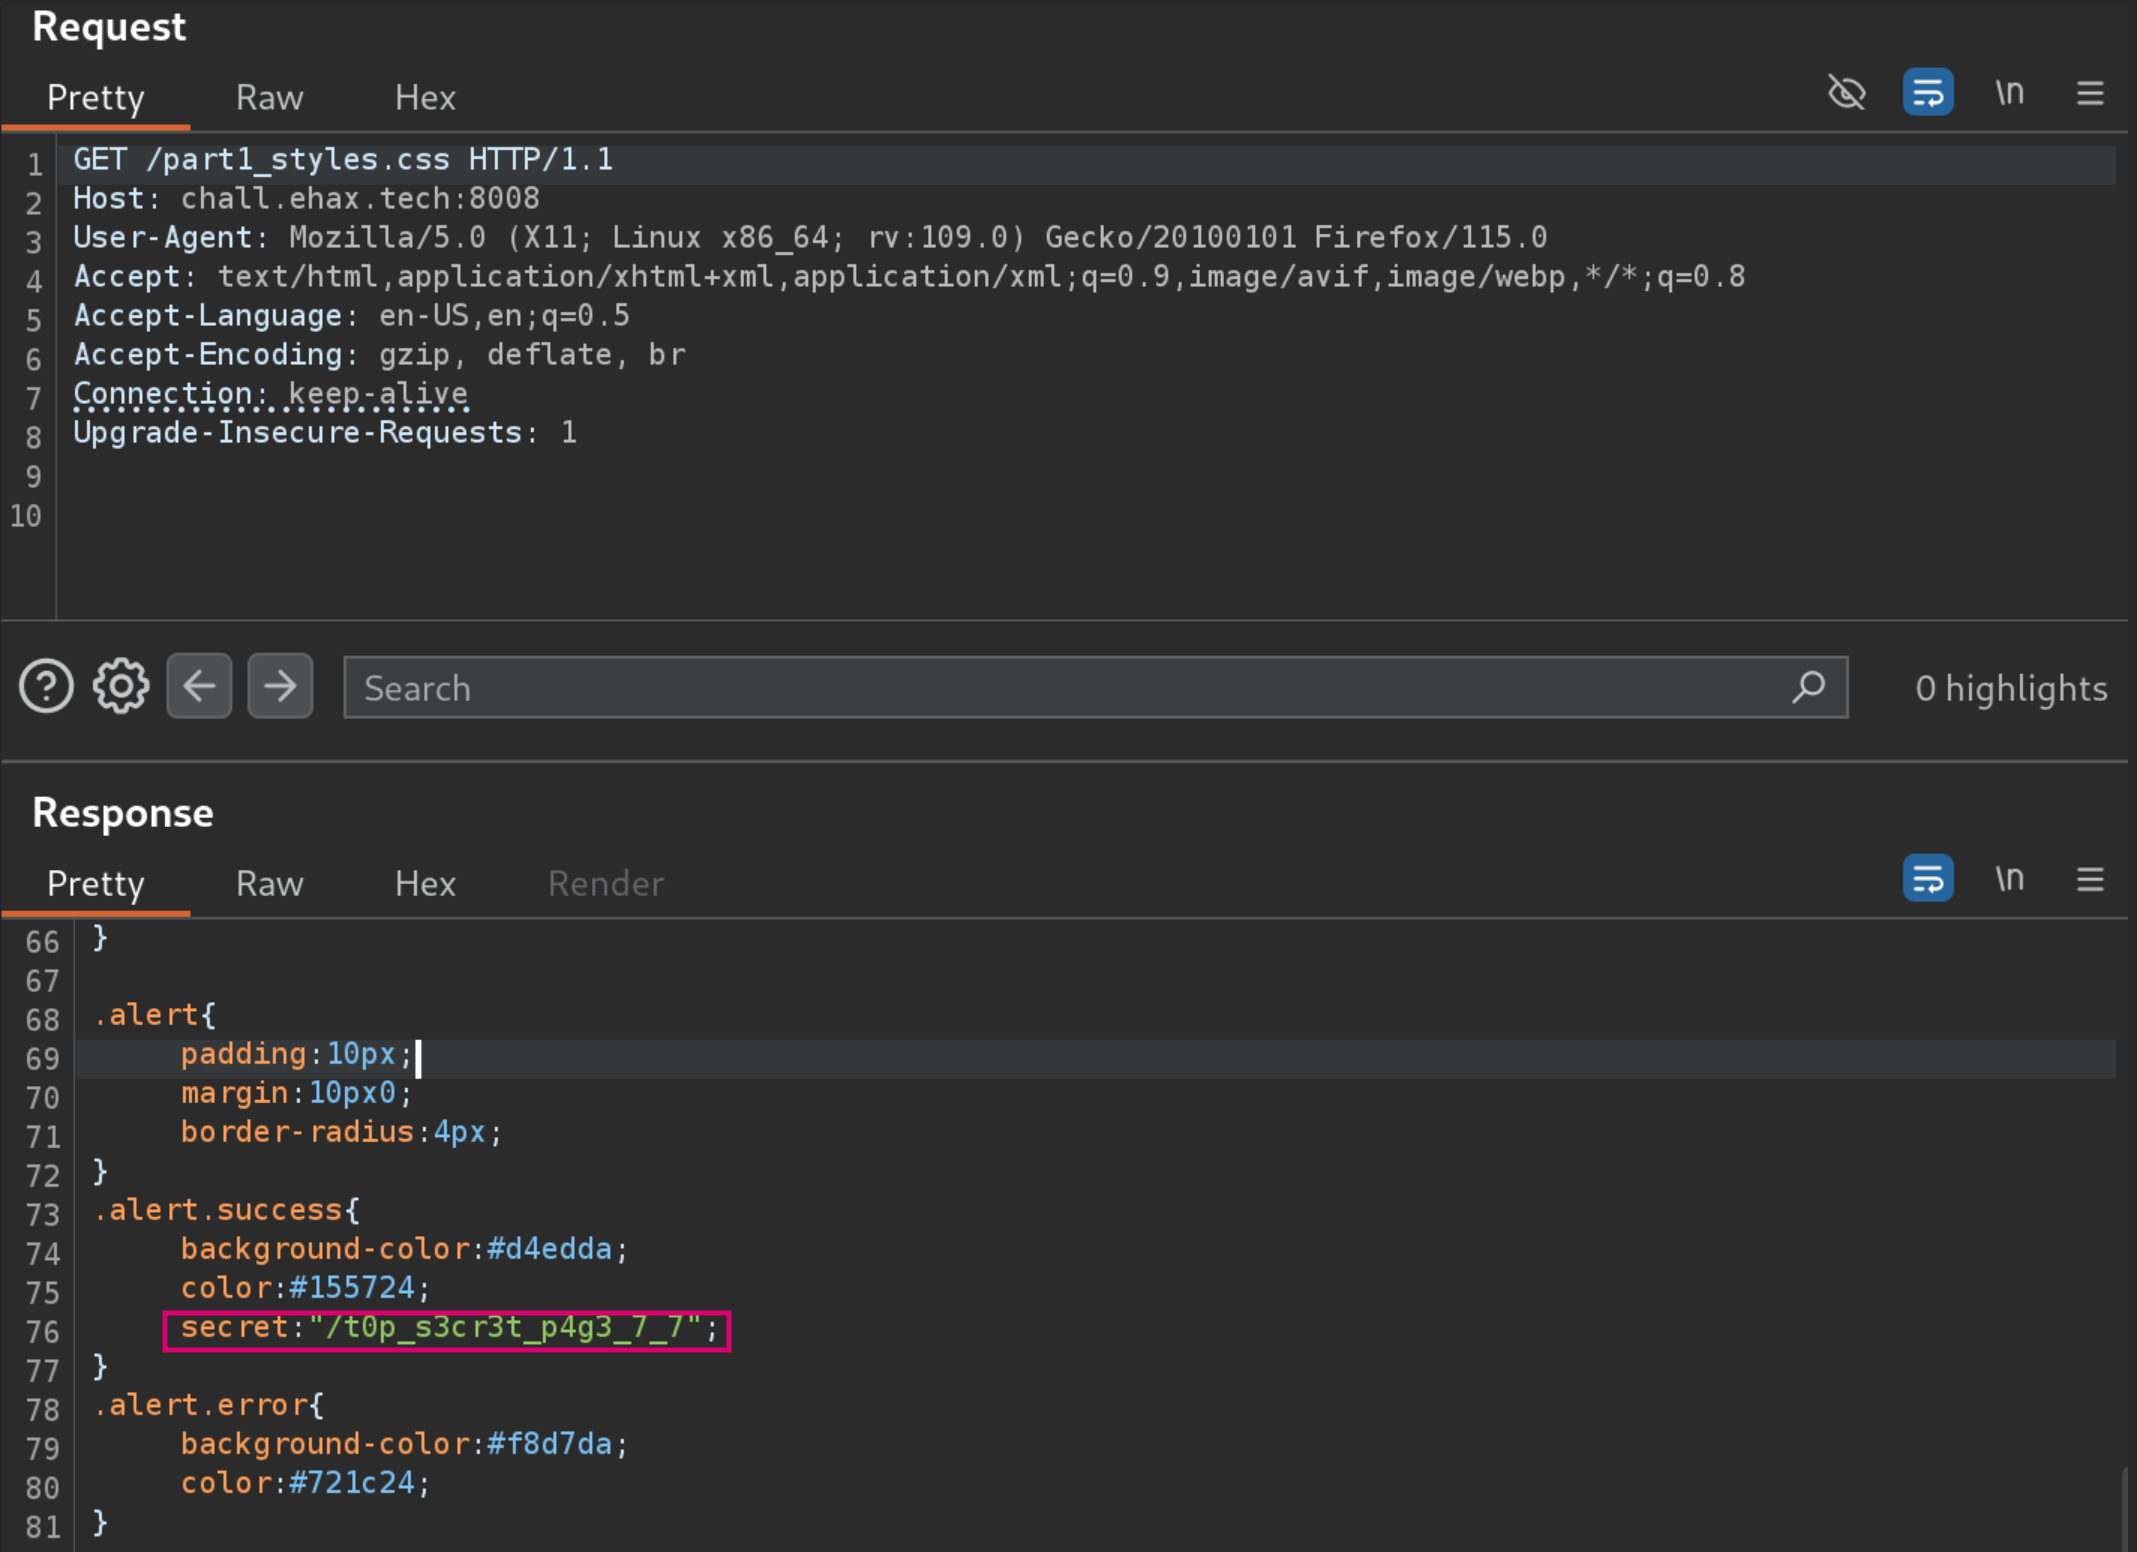 Request
Pretty Raw Hex \n
1 GET /part1_styles.css HTTP/1.1
2 Host: chall.ehax.tech:8008
3 User-Agent: Mozilla/5.0 (X11; Linux x86_64; rv:109.0) Gecko/20100101 Firefox/115.0
4 Accept: text/html,application/xhtml+xml,application/xml;q=0.9,image/avif,image/webp,*/*;q=0.8
5 Accept-Language: en-US,en;q=0.5
6 Accept-Encoding: gzip, deflate, br
7 Connection: keep-alive
8 Upgrade-Insecure-Requests: 1
9
10
? Search 0 highlights
Response
Pretty Raw Hex Render \n
66 }
67
68 .alert{
69 padding:10px;
70 margin:10px0;
71 border-radius:4px;
72 }
73 .alert.success{
74 background-color:#d4edda;
75 color:#155724;
76 secret:"/t0p_s3cr3t_p4g3_7_7";
77 }
78 .alert.error{
79 background-color:#f8d7da;
80 color:#721c24;
81 }